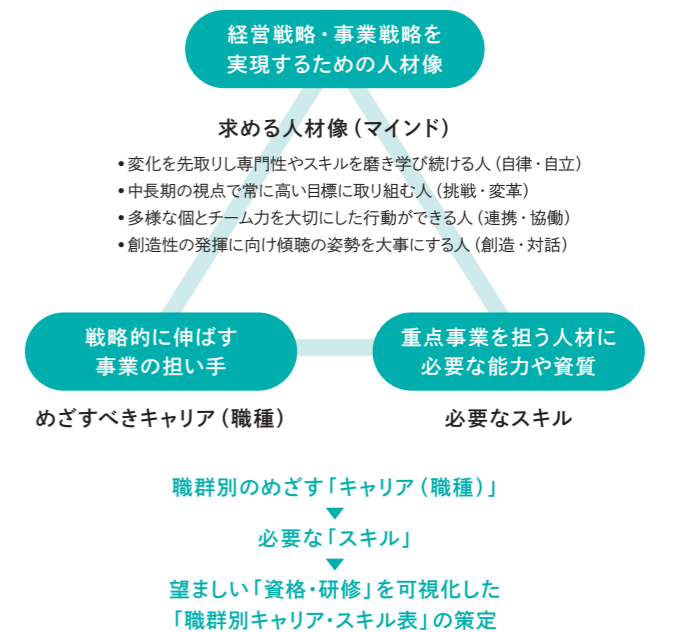 経営戦略・事業戦略を
実現するための人材像
求める人材像（マインド）
•変化を先取りし専門性やスキルを磨き学び続ける人（自律・自立）
•中長期の視点で常に高い目標に取り組む人（挑戦・変革）
•多様な個とチーム力を大切にした行動ができる人（連携・協働）
•創造性の発揮に向け傾聴の姿勢を大事にする人（創造・対話）
戦略的に伸ばす
事業の担い手
重点事業を担う人材に
必要な能力や資質
めざすべきキャリア（職種）
必要なスキル
職群別のめざす「キャリア（職種）」
▼
必要な「スキル」
▼
望ましい「資格・研修」を可視化した
「職群別キャリア・スキル表」の策定